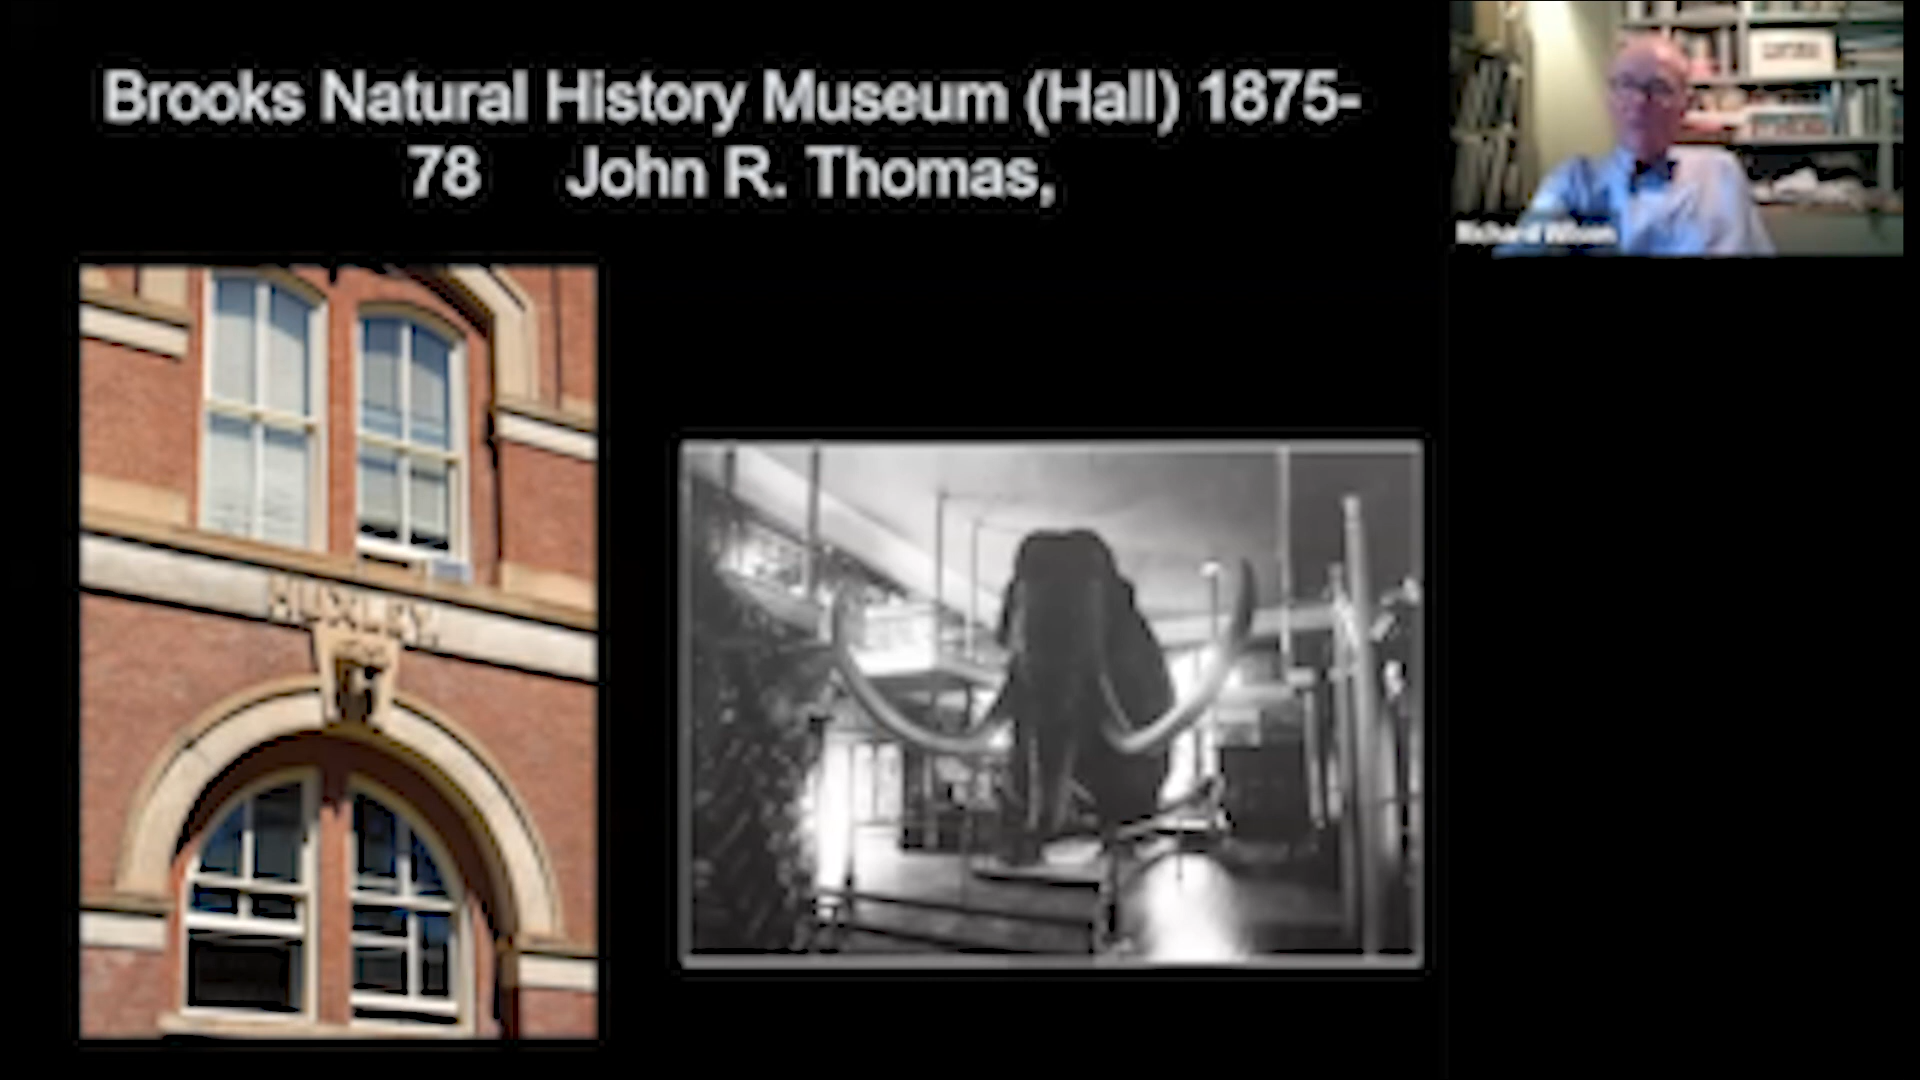 Brooks Natural History Museum (Hall) 1875-
78 John R. Thomas,
Richard Wilson
HUXLEY.